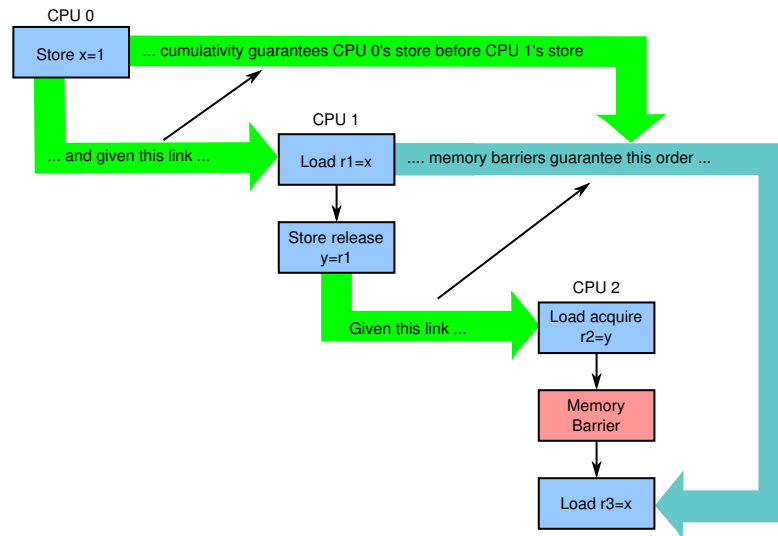 CPU 0
Store x=1
... cumulativity guarantees CPU 0's store before CPU 1's store
CPU 1
... and given this link ...
Load r1=x
.... memory barriers guarantee this order ...
Store release
y=r1
CPU 2
Given this link ...
Load acquire
r2=y
Memory
Barrier
Load r3=x